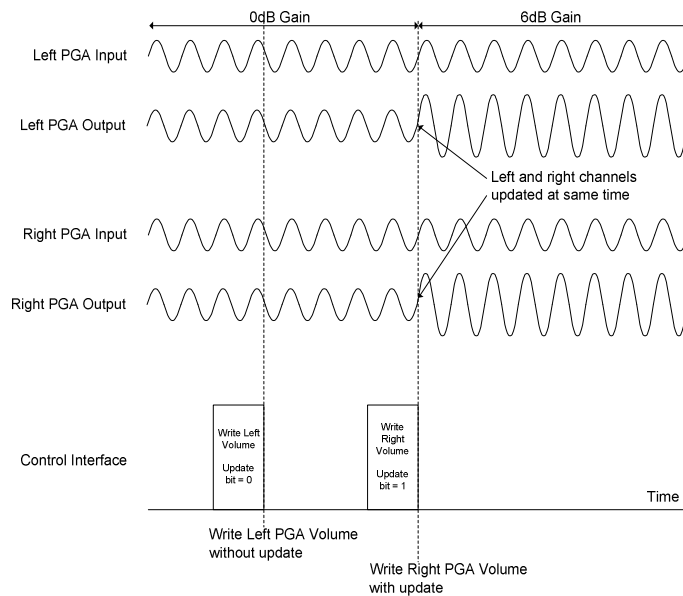 0dB Gain
6dB Gain
Left PGA Input
Left PGA Output
Left and right channels
updated at same time
Right PGA Input
Right PGA Output
Control Interface
Write Left
Volume
Update
bit = 0
Write
Right
Volume
Update
bit = 1
Time
Write Left PGA Volume
without update
Write Right PGA Volume
with update